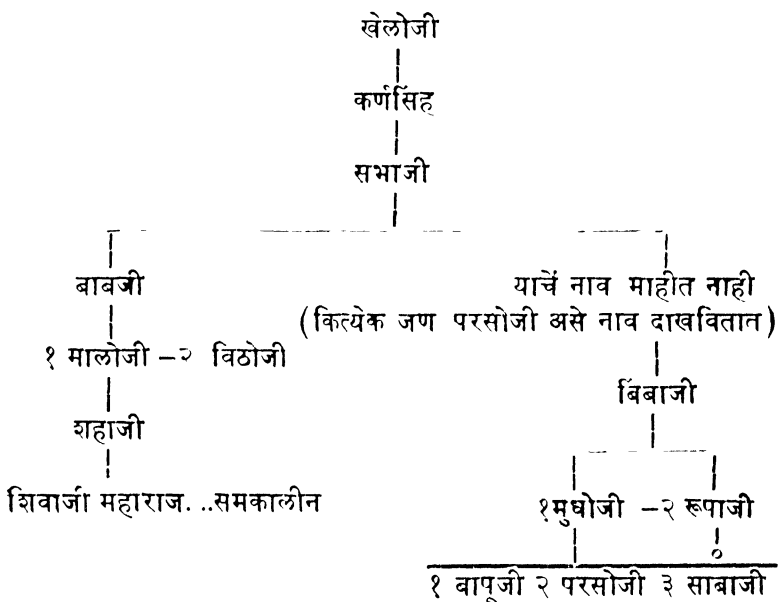 खेलोजी
कर्णसिंह
सभाजी
बाबजी
याचें नाव माहीत नाही
(कित्येक जण परसोजी असे नाव दाखवितात)
१ मालोजी –२ विठोजी
बिंबाजी
शहाजी
शिवाजी महाराज. ..समकालीन
१मुधोजी –२ रूपाजी
०
१ बापूजी २ परसोजी ३ साबाजी